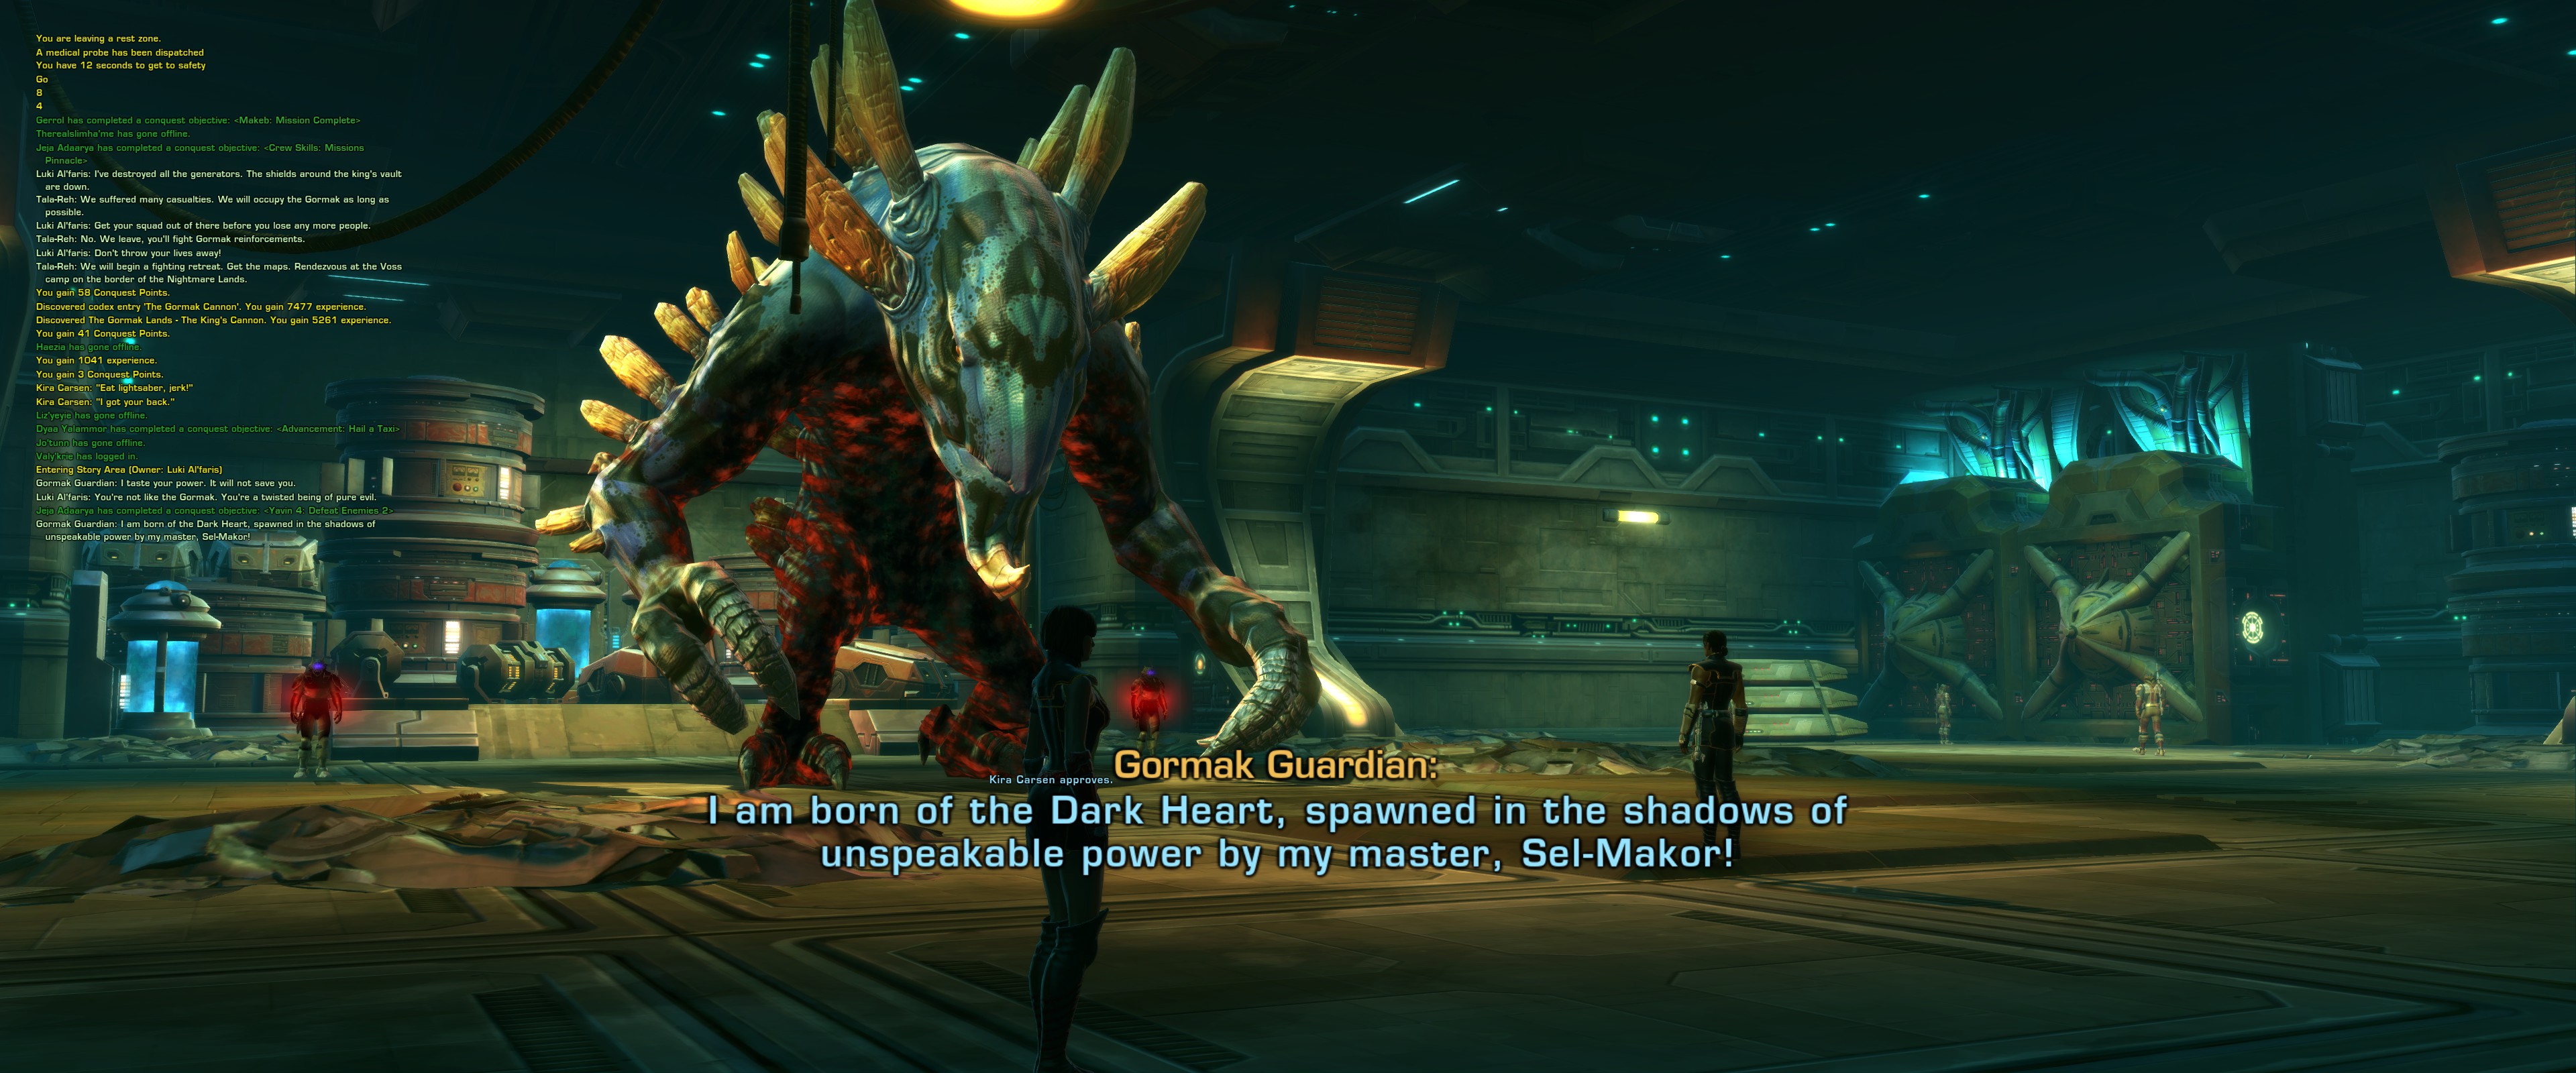 You are leaving a rest zone.
A medical probe has been dispatched
You have 12 seconds to get to safety
Go
8
4
Gerrol has completed a conquest objective: <Makeb: Mission Complete>
Therealslimha'me has gone offline.
Jeja Adaarya has completed a conquest objective: <Crew Skills: Missions
Pinnacle>
Luki Al'faris: I've destroyed all the generators. The shields around the king's vault
are down.
Tala-Reh: We suffered many casualties. We will occupy the Gormak as long as
possible.
Luki Al'faris: Get your squad out of there before you lose any more people.
Tala-Reh: No. We leave, you'll fight Gormak reinforcements.
Luki Al'faris: Don't throw your lives away!
Tala-Reh: We will begin a fighting retreat. Get the maps. Rendezvous at the Voss
camp on the border of the Nightmare Lands.
You gain 58 Conquest Points.
Discovered codex entry 'The Gormak Cannon'. You gain 7477 experience.
Discovered The Gormak Lands - The King's Cannon. You gain 5261 experience.
You gain 41 Conquest Points.
Haezia has gone offline.
You gain 1041 experience.
You gain 3 Conquest Points.
Kira Carsen: "Eat lightsaber, jerk!"
Kira Carsen: "I got your back."
Liz'yeyie has gone offline.
Dyaa Yalammor has completed a conquest objective: <Advancement: Hail a Taxi>
Jo'tunn has gone offline.
Valy'krie has logged in.
Entering Story Area (Owner: Luki Al'faris)
Gormak Guardian: I taste your power. It will not save you.
Luki Al'faris: You're not like the Gormak. You're a twisted being of pure evil.
Jeja Adaarya has completed a conquest objective: <Yavin 4: Defeat Enemies 2>
Gormak Guardian: I am born of the Dark Heart, spawned in the shadows of
unspeakable power by my master, Sel-Makor!
Gormak Guardian:
Kira Carsen approves.
I am born of the Dark Heart, spawned in the shadows of
unspeakable power by my master, Sel-Makor!